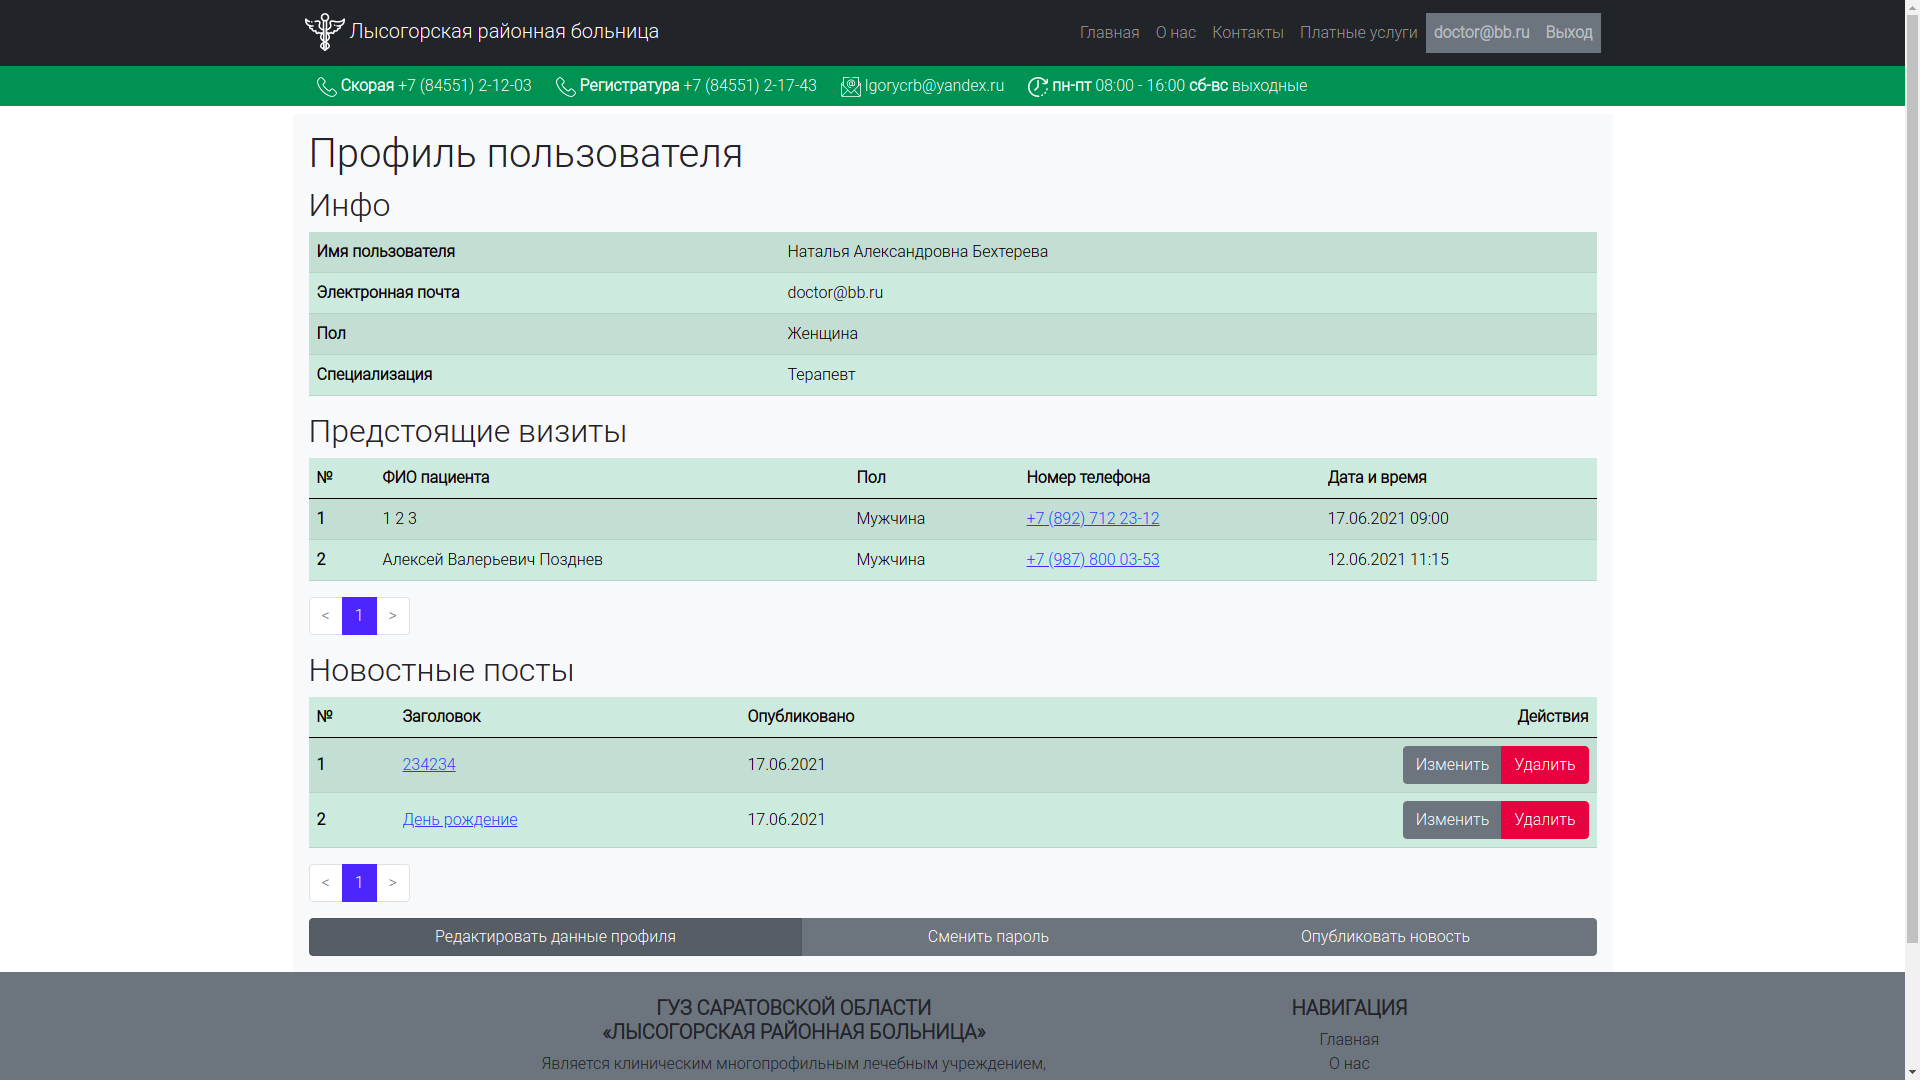 Лысогорская районная больница
Главная О нас Контакты Платные услуги doctor@bb.ru Выход
Скорая +7 (84551) 2-12-03 Регистратура +7 (84551) 2-17-43 lgorycrb@yandex.ru пн-пт 08:00 - 16:00 сб-вс выходные
Профиль пользователя
Инфо
Имя пользователя Наталья Александровна Бехтерева
Электронная почта doctor@bb.ru
Пол Женщина
Специализация Терапевт
Предстоящие визиты
№ ФИО пациента Пол Номер телефона Дата и время
1 1 2 3 Мужчина +7 (892) 712 23-12 17.06.2021 09:00
2 Алексей Валерьевич Позднев Мужчина +7 (987) 800 03-53 12.06.2021 11:15
< 1 >
Новостные посты
№ Заголовок Опубликовано Действия
1 234234 17.06.2021 Изменить Удалить
2 День рождение 17.06.2021 Изменить Удалить
< 1 >
Редактировать данные профиля Сменить пароль Опубликовать новость
ГУЗ САРАТОВСКОЙ ОБЛАСТИ
«ЛЫСОГОРСКАЯ РАЙОННАЯ БОЛЬНИЦА»
Является клиническим многопрофильным лечебным учреждением,
НАВИГАЦИЯ
Главная
О нас